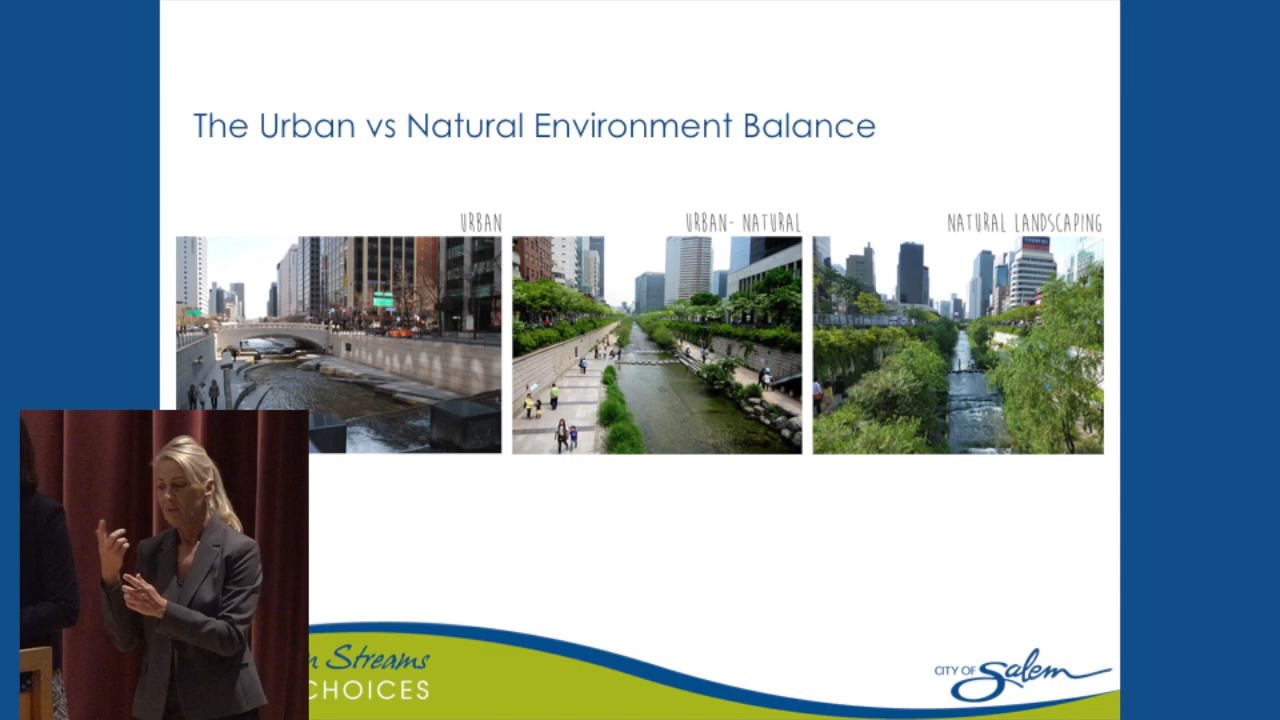 The Urban vs Natural Environment Balance
URBAN
URBAN- NATURAL
NATURAL LANDSCAPING
Streams
CHOICES
CITY OF Salem